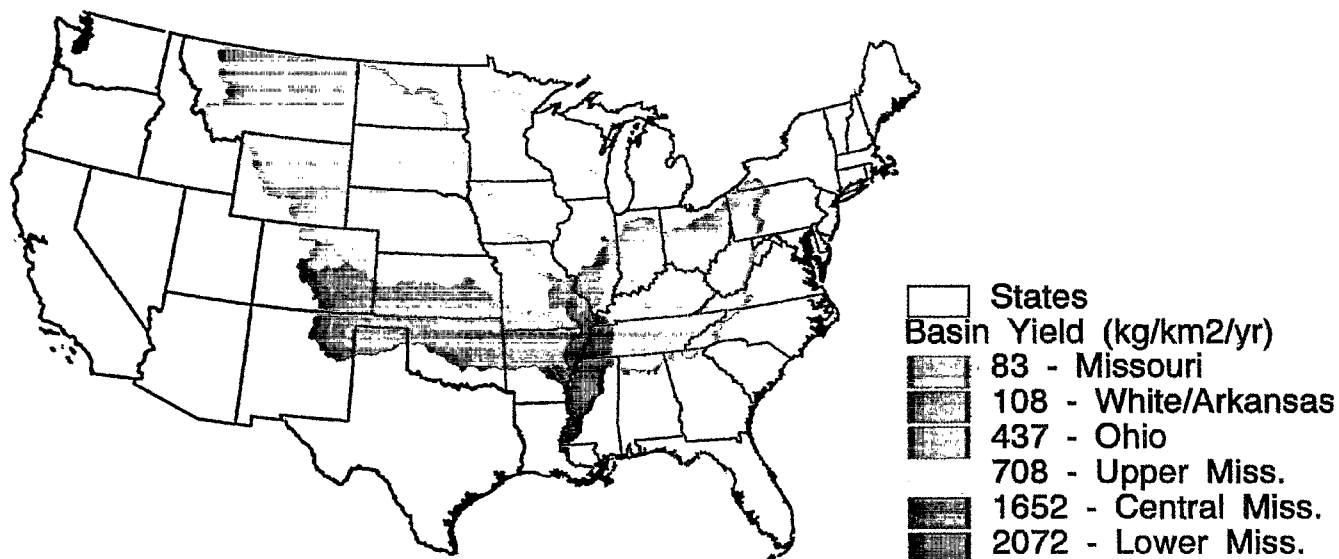 States
Basin Yield (kg/km2/yr)
83 - Missouri
108 - White/Arkansas
437 - Ohio
708 - Upper Miss.
1652 - Central Miss.
2072 - Lower Miss.